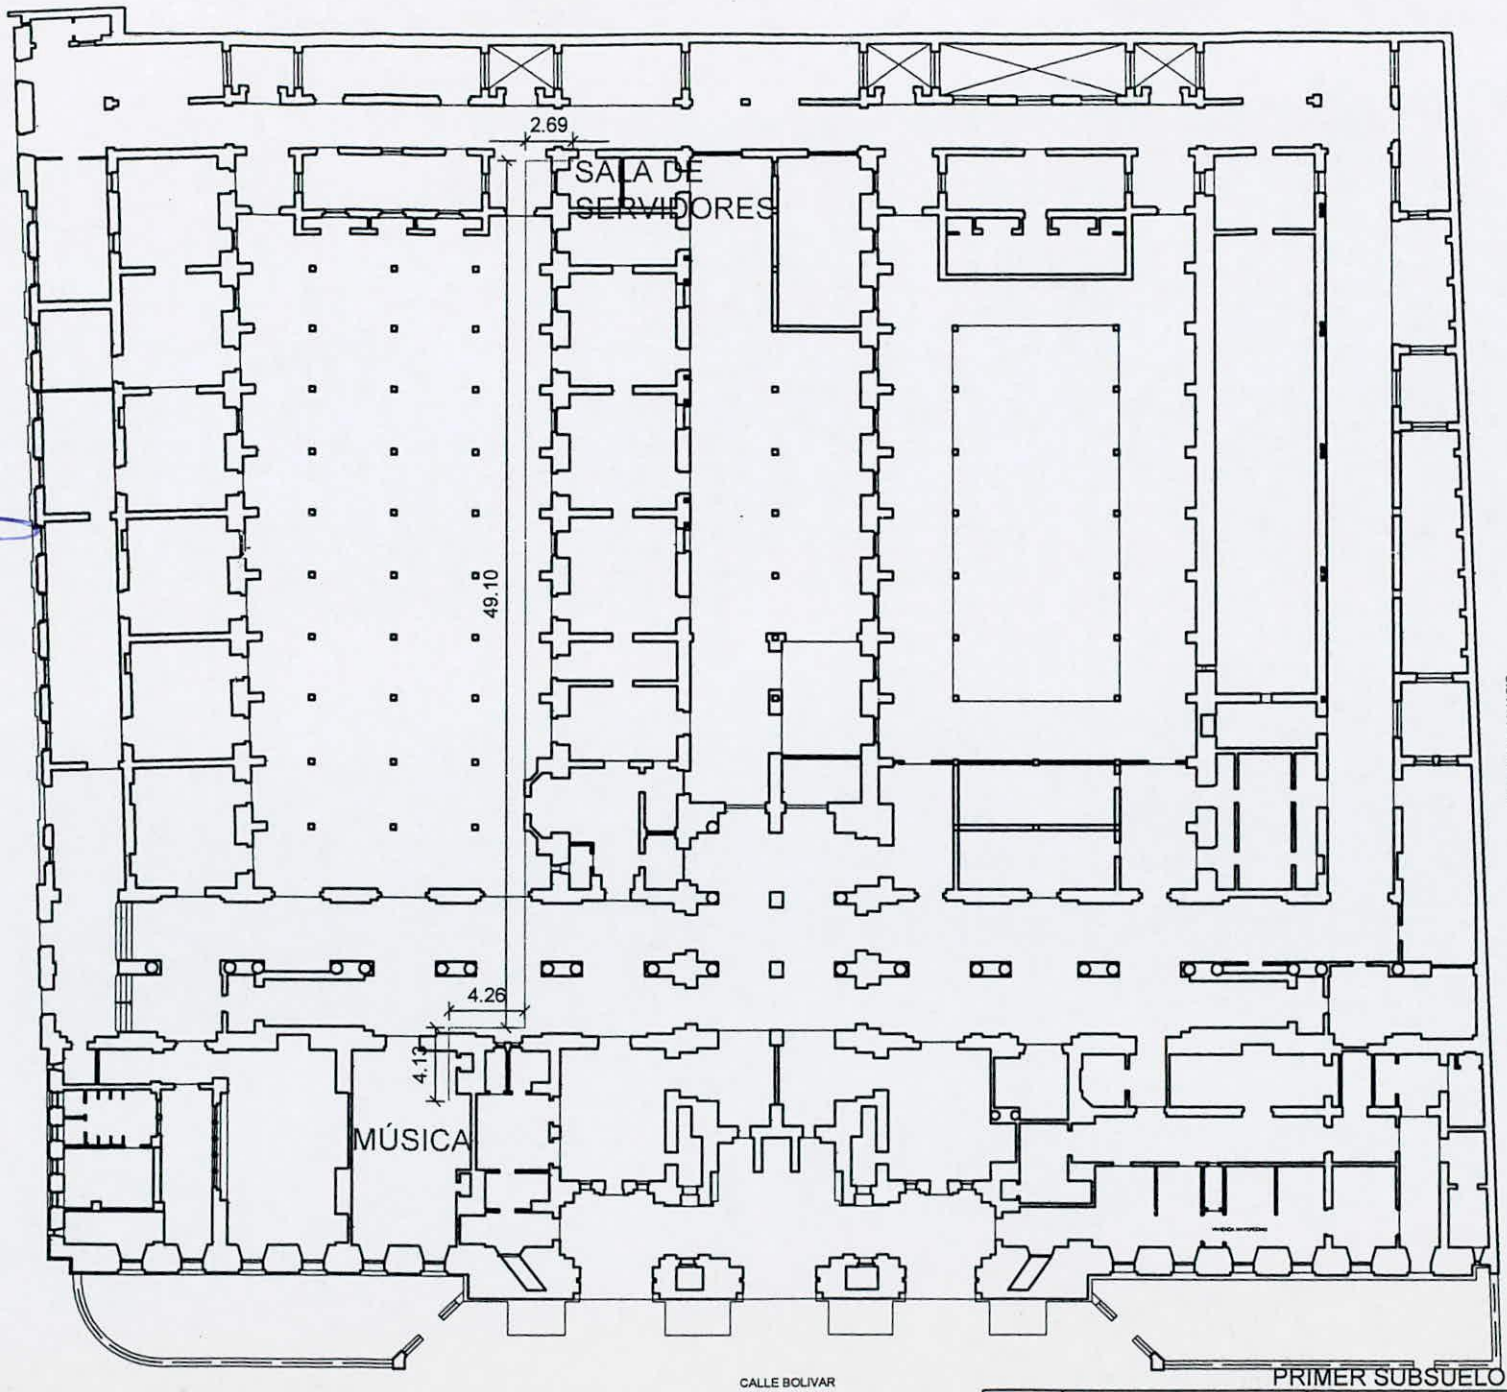 2.69
SALA DE
SERVIDORES
49.10
4.26
4.13
MÚSICA
CALLE BOLIVAR
PRIMER SUBSUELO